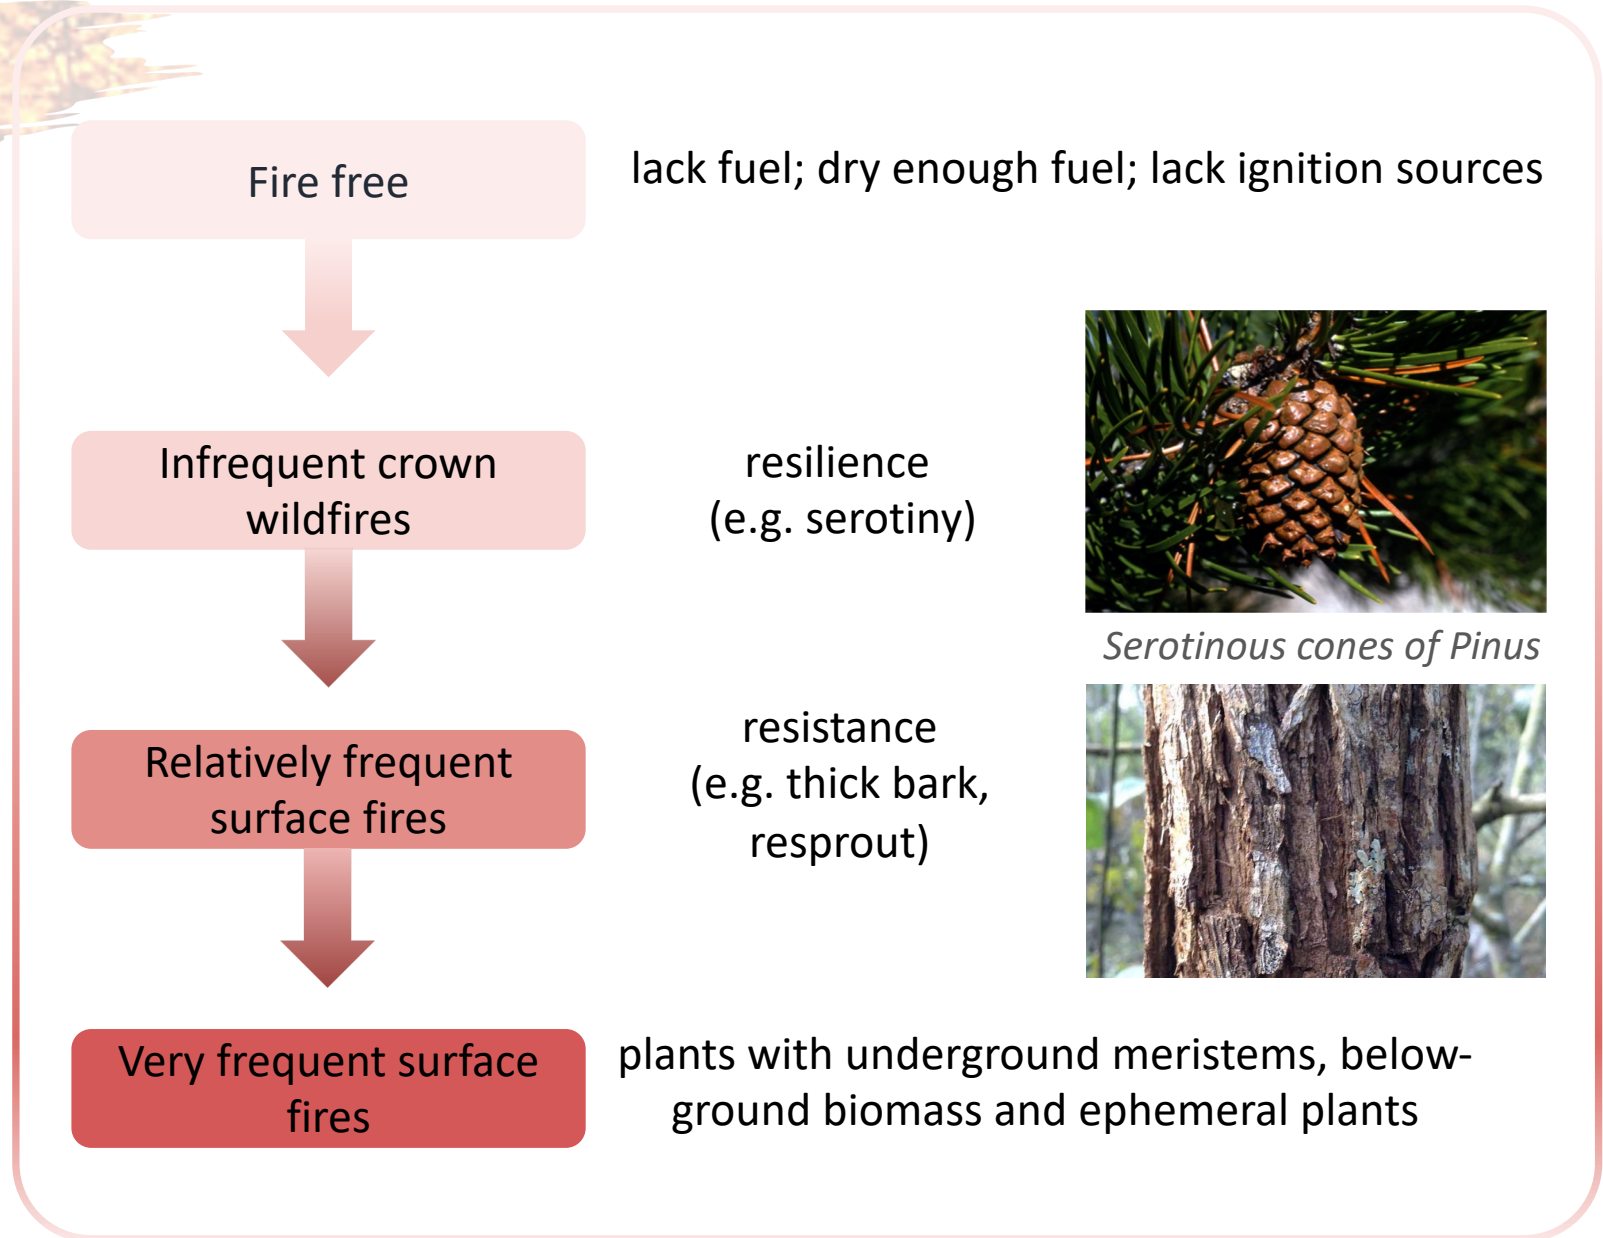 Fire free
lack fuel; dry enough fuel; lack ignition sources
Infrequent crown
wildfires
resilience
(e.g. serotiny)
Serotinous cones of Pinus
Relatively frequent
surface fires
resistance
(e.g. thick bark,
resprout)
Very frequent surface
fires
plants with underground meristems, below-
ground biomass and ephemeral plants